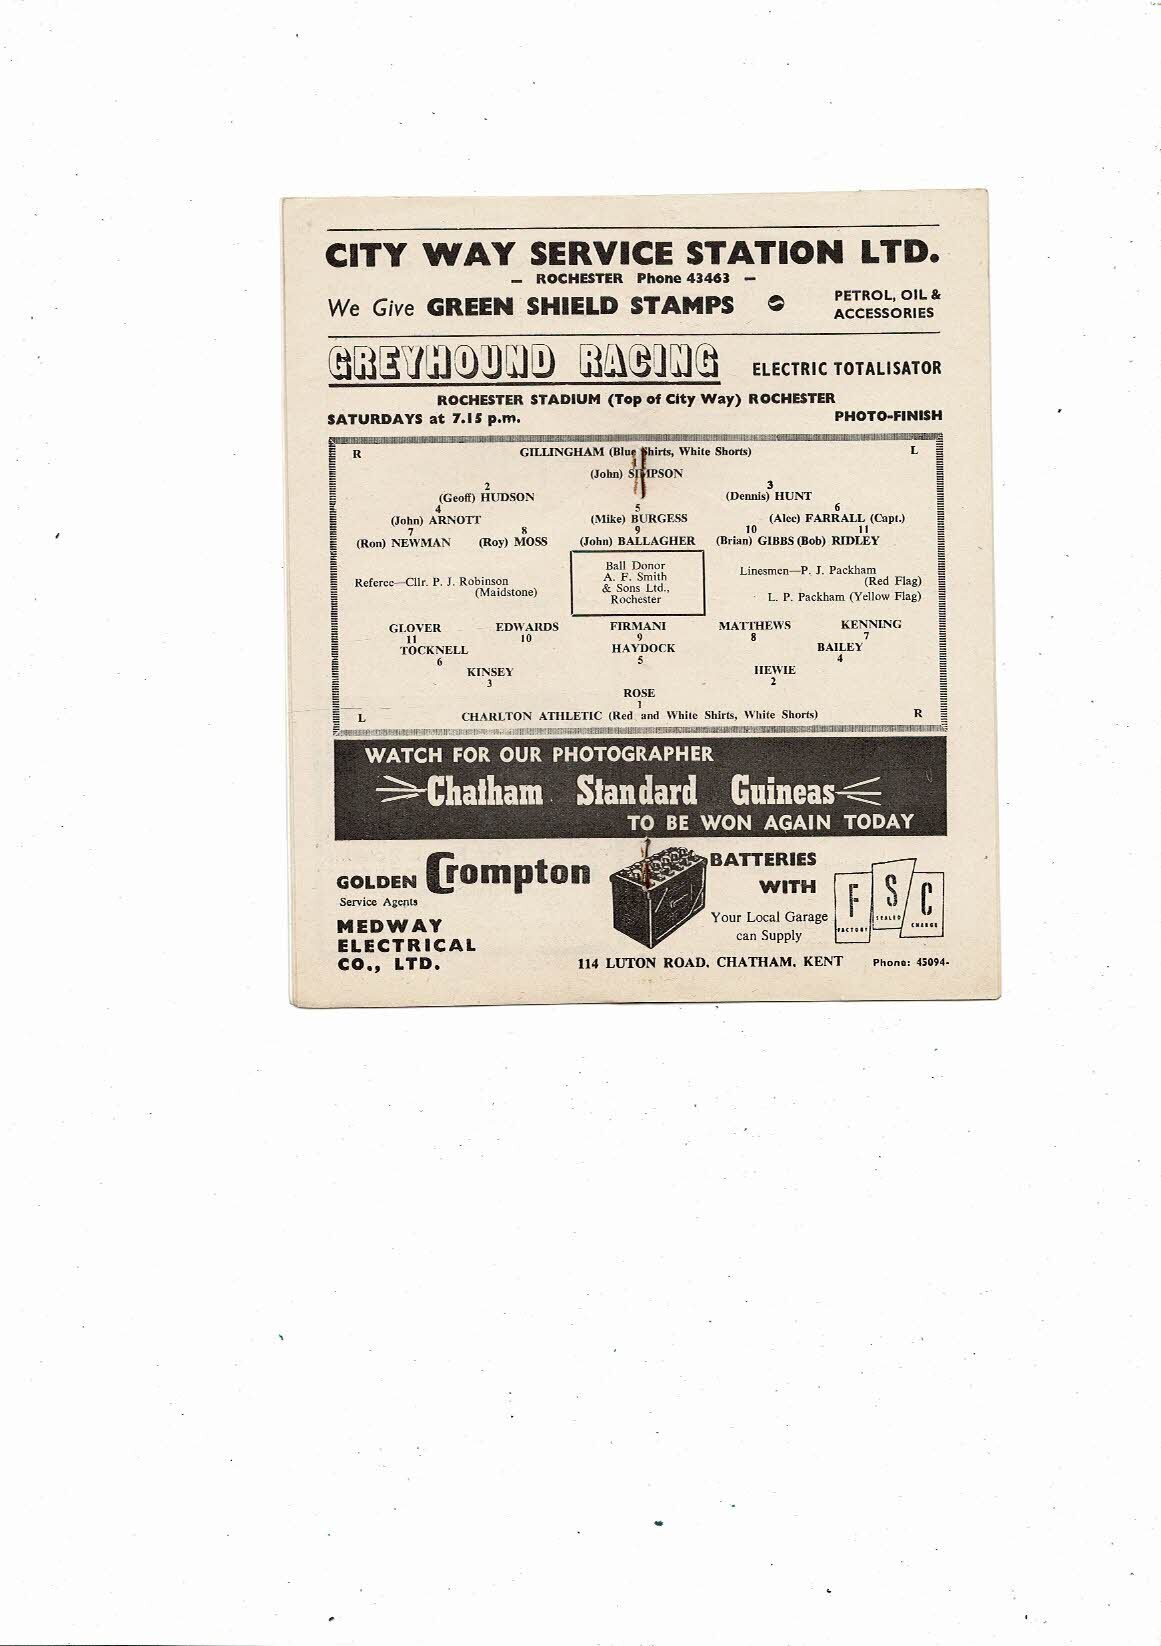 CITY WAY SERVICE STATION LTD.
— ROCHESTER Phone 43463 —
We Give GREEN SHIELD STAMPS
PETROL, OIL &
ACCESSORIES
GREYHOUND RACING
ELECTRIC TOTALISATOR
ROCHESTER STADIUM (Top of City Way) ROCHESTER
SATURDAYS at 7.15 p.m.
PHOTO-FINISH
R
GILLINGHAM (Blue Shirts, White Shorts)
L
1
(John) SIMPSON
2 3
(Geoff) HUDSON (Dennis) HUNT
4 5 6
(John) ARNOTT (Mike) BURGESS (Alec) FARRALL (Capt.)
7 8 9 10 11
(Ron) NEWMAN (Roy) MOSS (John) BALLAGHER (Brian) GIBBS (Bob) RIDLEY
Referee—Cllr. P. J. Robinson
(Maidstone)
Ball Donor
A. F. Smith
& Sons Ltd.,
Rochester
Linesmen—P. J. Packham
(Red Flag)
L. P. Packham (Yellow Flag)
GLOVER EDWARDS FIRMANI MATTHEWS KENNING
11 10 9 8 7
TOCKNELL HAYDOCK BAILEY
6 5 4
KINSEY HEWIE
3 2
ROSE
1
L
CHARLTON ATHLETIC (Red and White Shirts, White Shorts)
R
WATCH FOR OUR PHOTOGRAPHER
Chatham Standard Guineas
TO BE WON AGAIN TODAY
GOLDEN Crompton
Service Agents
MEDWAY
ELECTRICAL
CO., LTD.
BATTERIES
WITH
Your Local Garage
can Supply
F S C
FACTORY SEALED CHARGE
114 LUTON ROAD, CHATHAM, KENT Phone: 45094-